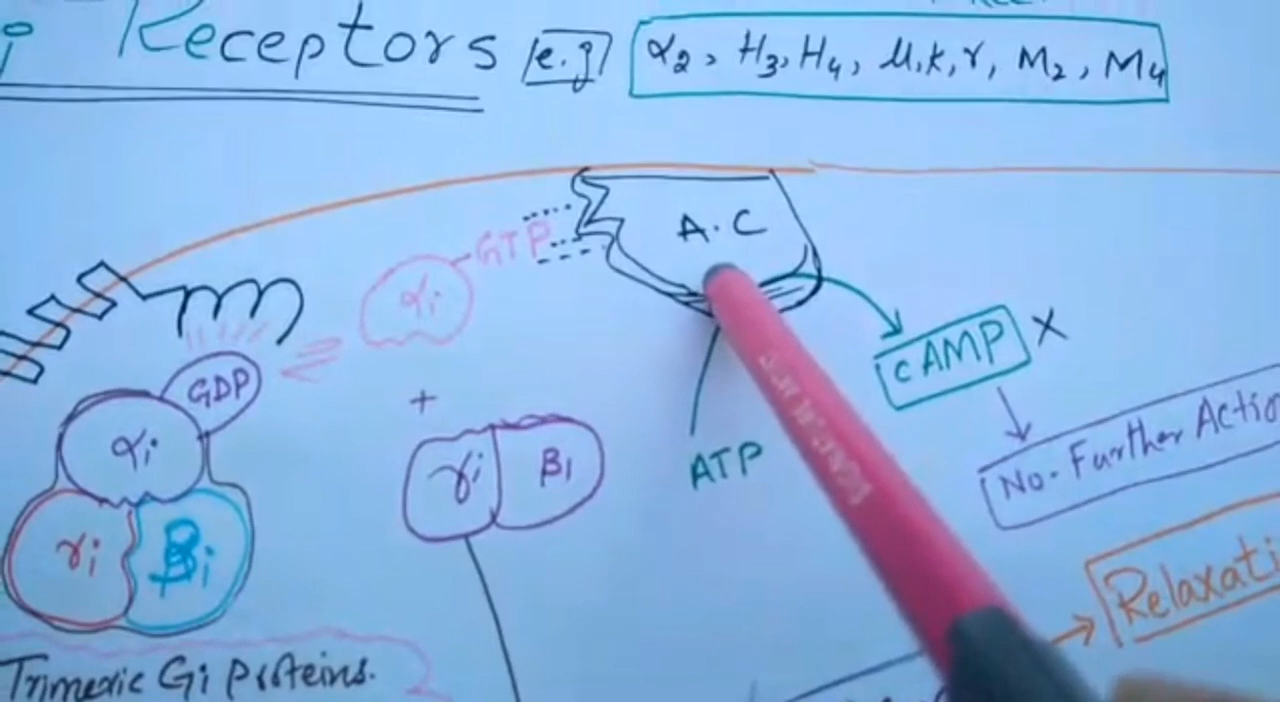 i Receptors e.g α2, H3, H4, μ, k, γ, M2, M4
A.C
αi-GTP
cAMP X
GDP
αi
+
γi β1
ATP
No. Further Actio
γi βi
Relaxati
Trimeric Gi Proteins.